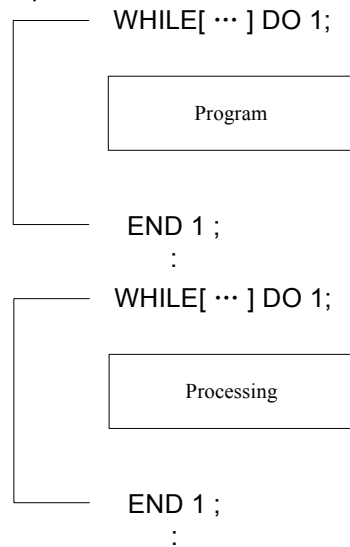 WHILE[ ··· ] DO 1;
Program
END 1 ;
:
WHILE[ ··· ] DO 1;
Processing
END 1 ;
: